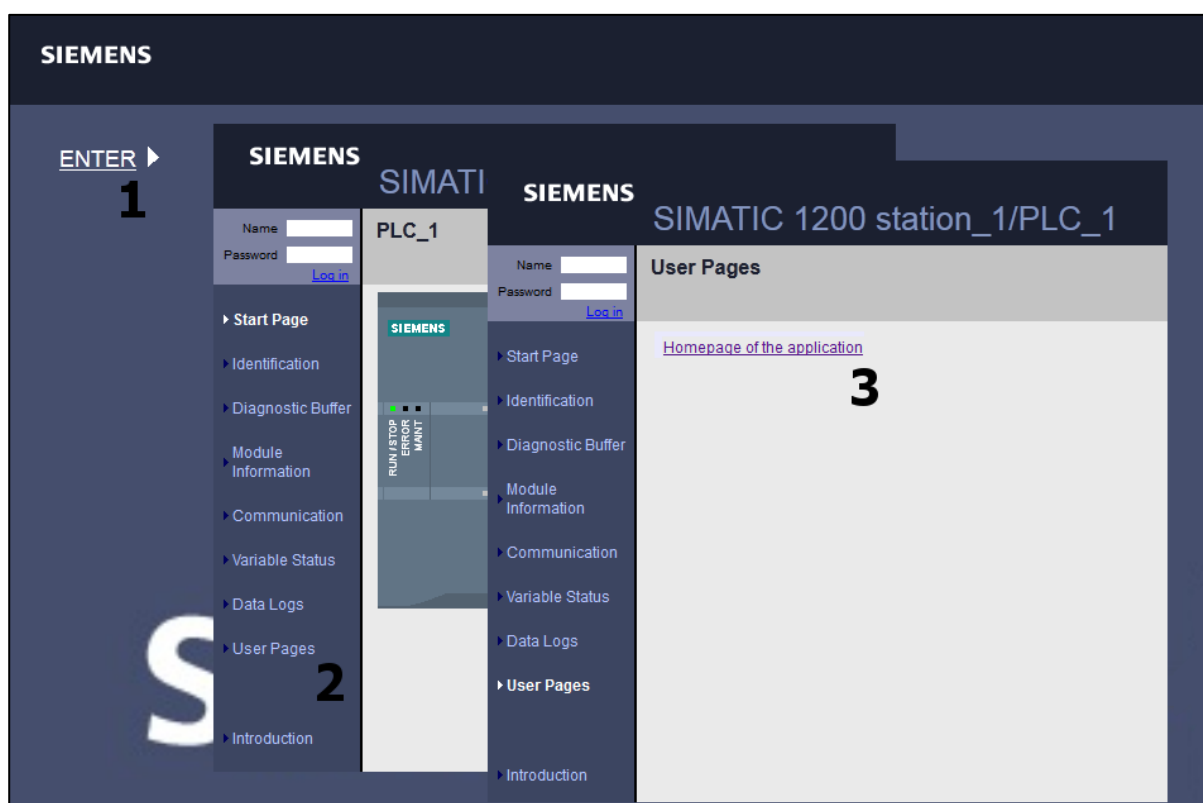 SIEMENS
ENTER
1
SIEMENS
SIMATI
Name
Password
Log in
PLC_1
Start Page
Identification
Diagnostic Buffer
Module
Information
Communication
Variable Status
Data Logs
User Pages
2
Introduction
SIEMENS
RUN / STOP
ERROR
MAINT
S
SIEMENS
SIMATIC 1200 station_1/PLC_1
Name
Password
Log in
User Pages
Homepage of the application
3
Start Page
Identification
Diagnostic Buffer
Module
Information
Communication
Variable Status
Data Logs
User Pages
Introduction